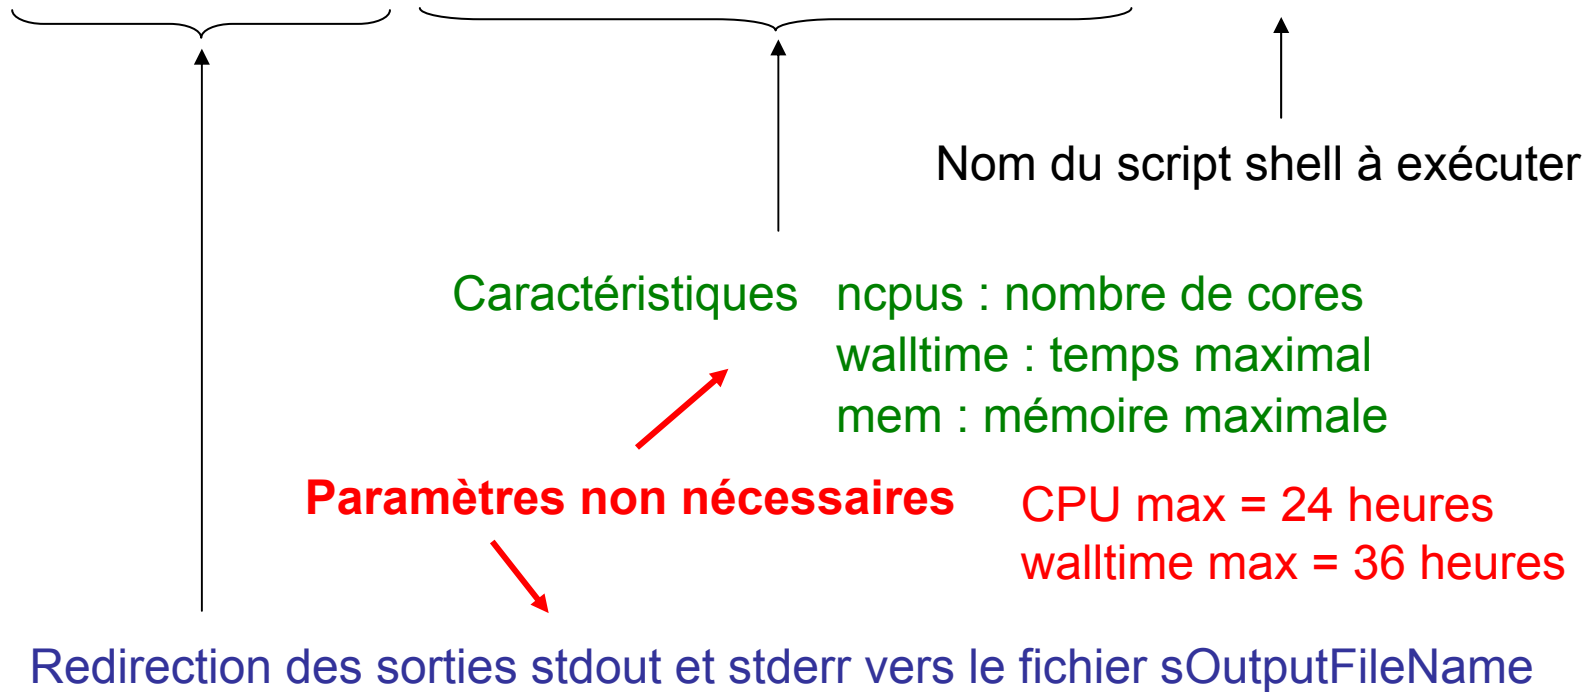 Nom du script shell à exécuter
Caractéristiques ncpus : nombre de cores
walltime : temps maximal
mem : mémoire maximale
Paramètres non nécessaires
CPU max = 24 heures
walltime max = 36 heures
Redirection des sorties stdout et stderr vers le fichier sOutputFileName